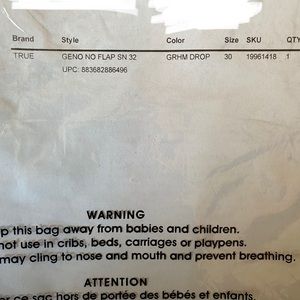 Brand Style Color Size SKU QTY
TRUE GENO NO FLAP SN 32 GRHM DROP 30 19961418 1
UPC: 883682886496
WARNING
p this bag away from babies and children.
not use in cribs, beds, carriages or playpens.
may cling to nose and mouth and prevent breathing.
ATTENTION
er ce sac hors de portée des bébés et enfants.